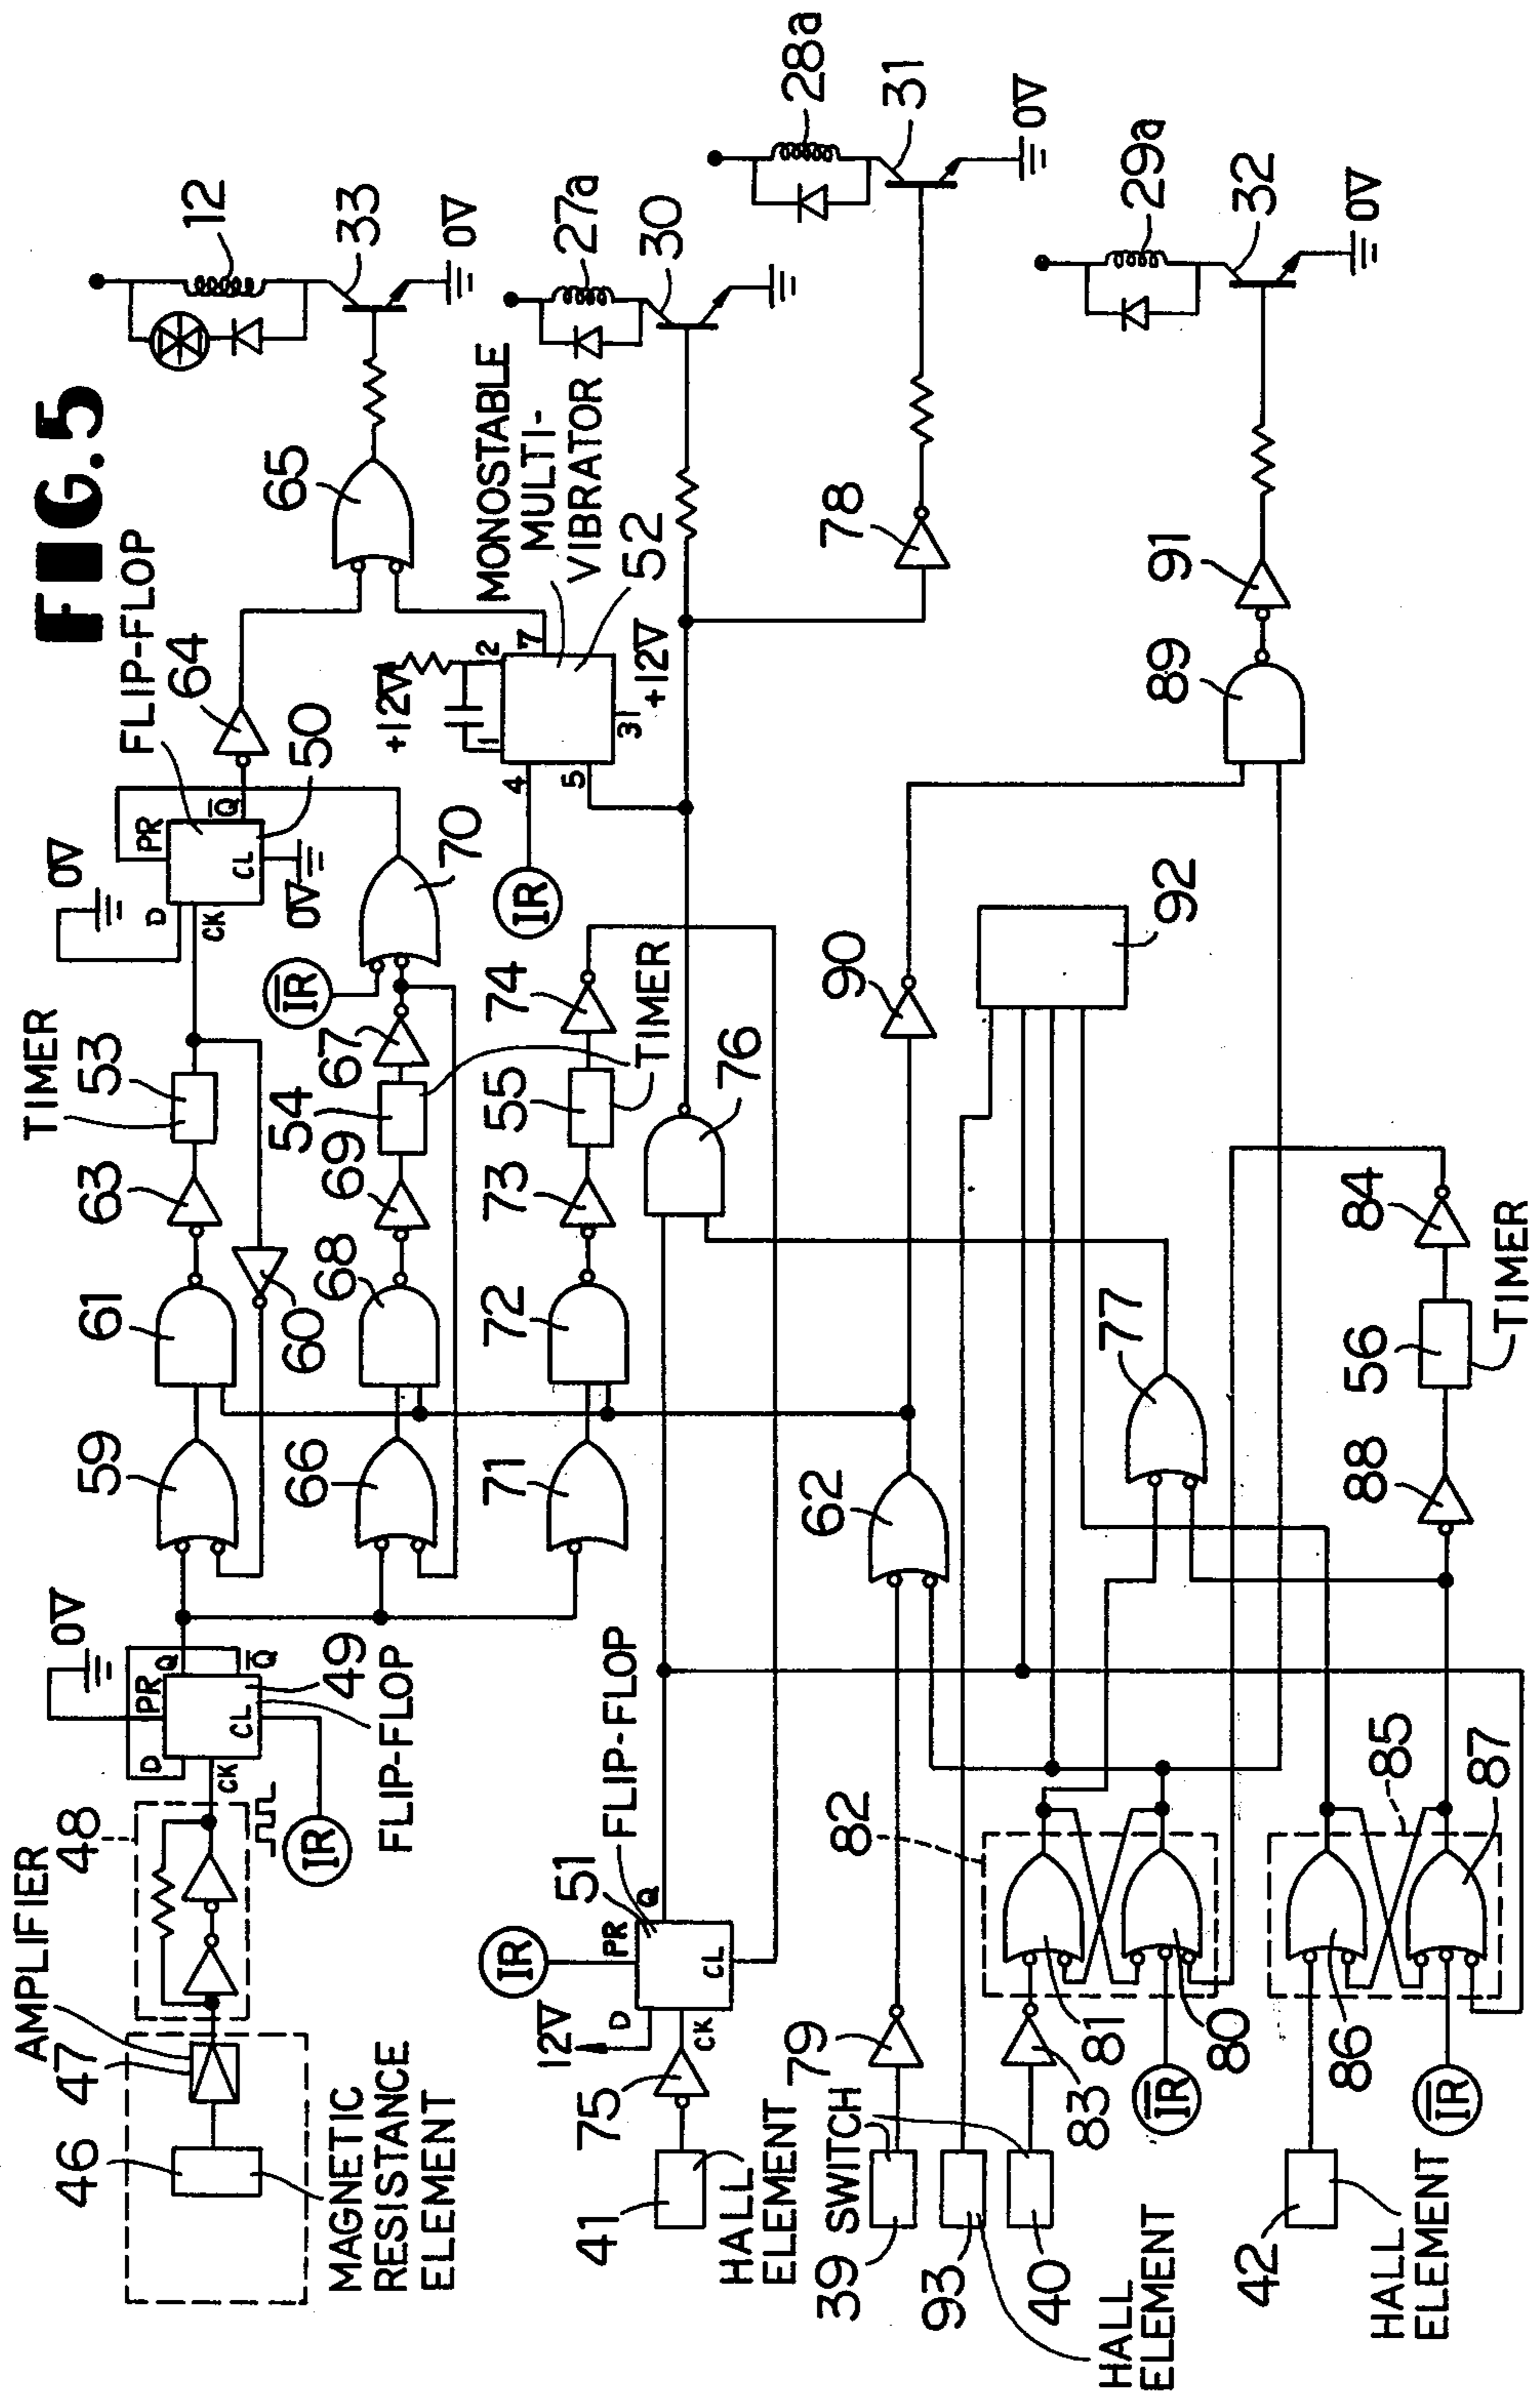 FIG.5
AMPLIFIER
46
47
48
MAGNETIC
RESISTANCE
ELEMENT
0V
D
PR
Q
CK
CL
Q̅
49
FLIP-FLOP
IR
59
61
63
TIMER
53
60
0V
D
PR
CK
CL
Q̅
0V
FLIP-FLOP
50
64
65
12
33
0V
66
68
69
54
67
I̅R̅
70
71
72
73
55
74
TIMER
+12V
1
2
4
5
7
3
+12V
IR
MONOSTABLE
MULTI-
VIBRATOR
52
27a
30
41
75
HALL
ELEMENT
12V
IR
D
PR
Q
CK
CL
51
FLIP-FLOP
76
78
28a
31
0V
39
SWITCH
79
62
90
93
HALL
ELEMENT
40
83
81
82
80
I̅R̅
77
92
89
91
29a
32
0V
42
HALL
ELEMENT
86
85
87
I̅R̅
88
56
84
TIMER